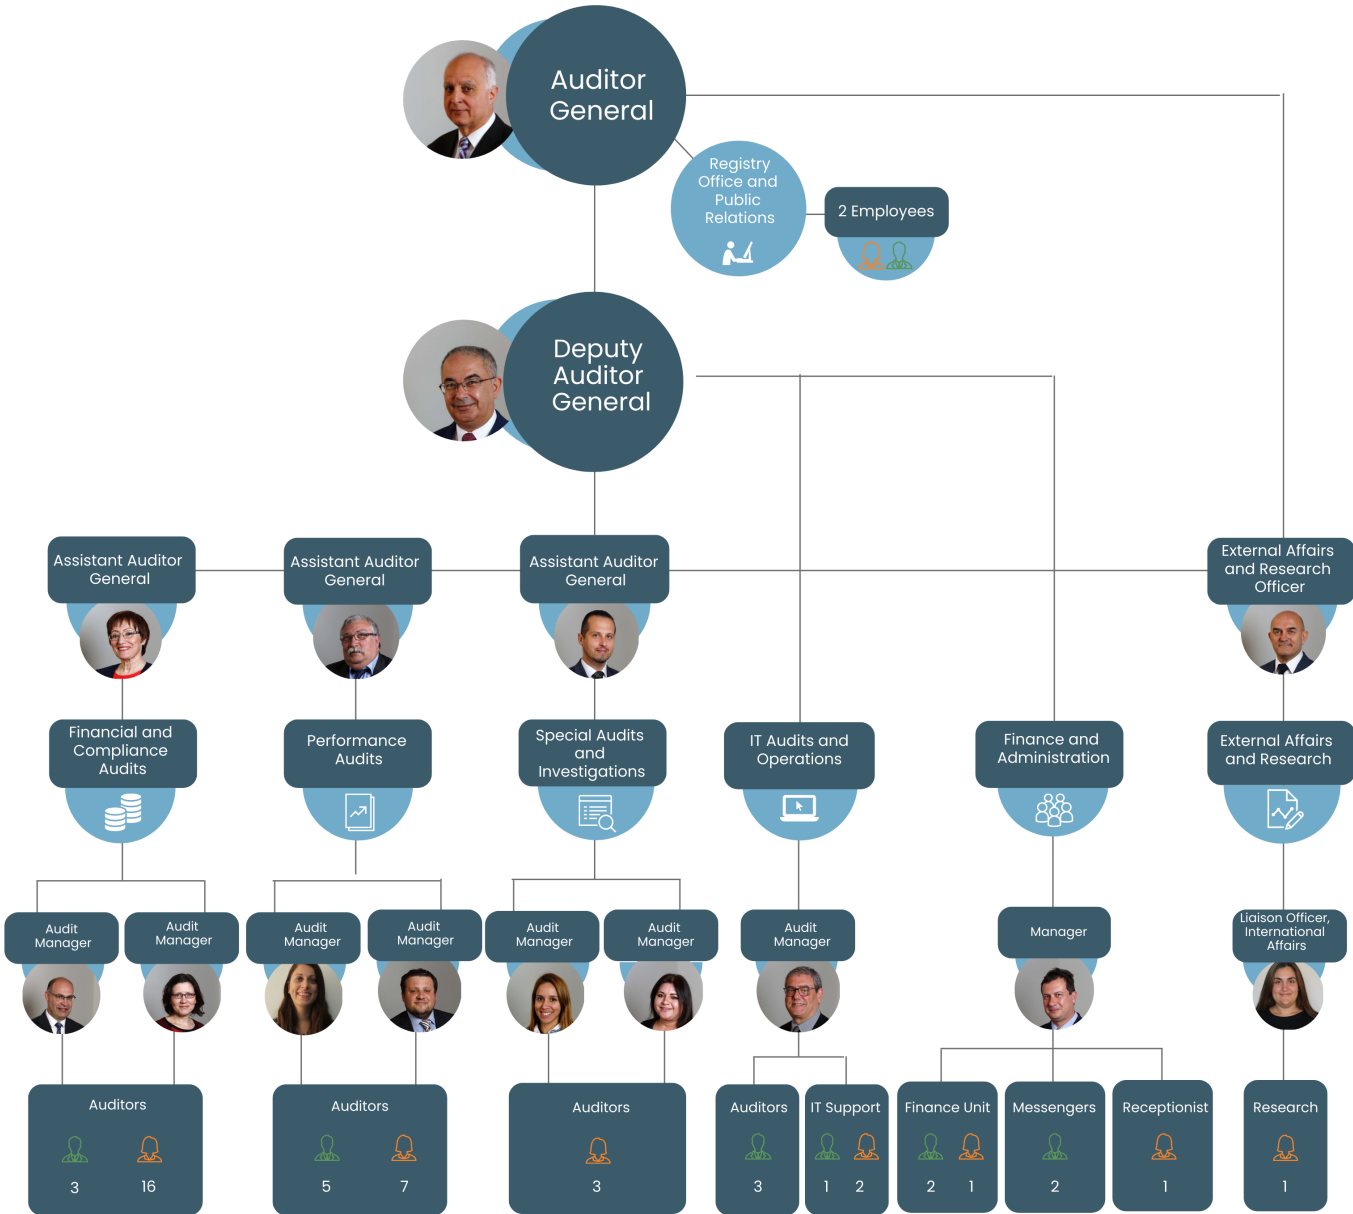 Auditor
General
Registry
Office and
Public
Relations
2 Employees
Deputy
Auditor
General
Assistant Auditor
General
Assistant Auditor
General
Assistant Auditor
General
External Affairs
and Research
Officer
Financial and
Compliance
Audits
Performance
Audits
Special Audits
and
Investigations
IT Audits and
Operations
Finance and
Administration
External Affairs
and Research
Audit
Manager
Audit
Manager
Audit
Manager
Audit
Manager
Audit
Manager
Audit
Manager
Audit
Manager
Manager
Liaison Officer,
International
Affairs
Auditors
3 16
Auditors
5 7
Auditors
3
Auditors
3
IT Support
1 2
Finance Unit
2 1
Messengers
2
Receptionist
1
Research
1